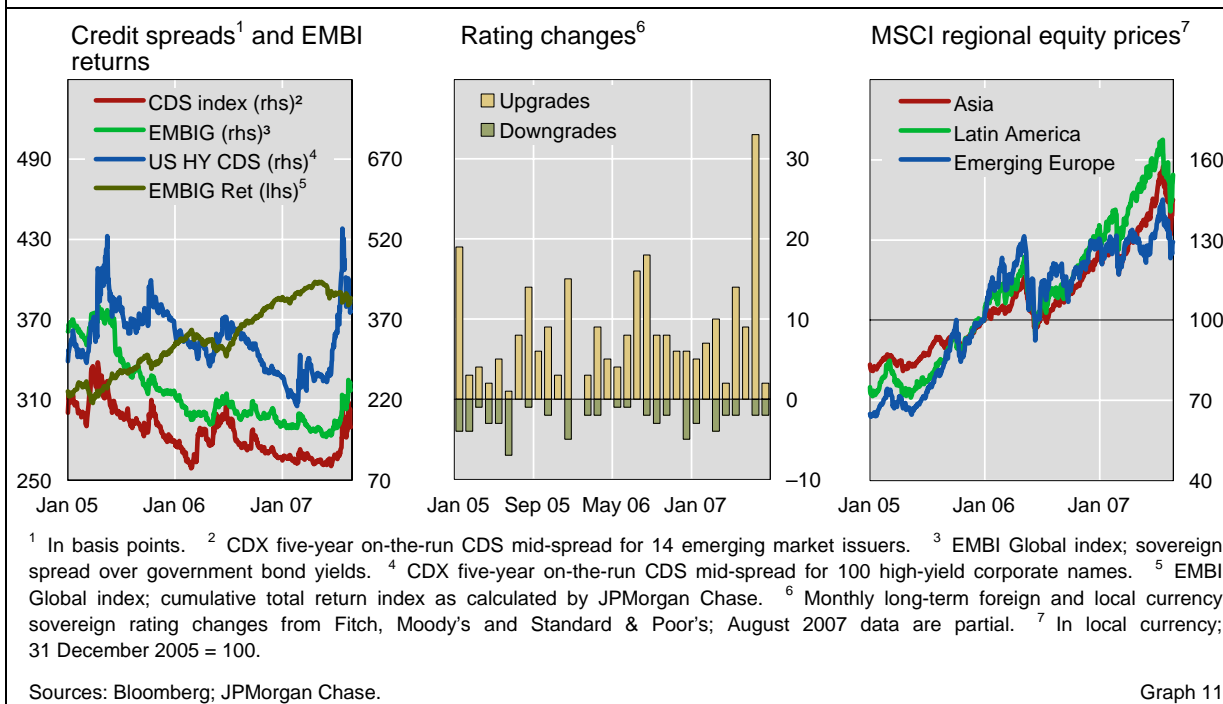 Credit spreads¹ and EMBI
returns
CDS index (rhs)²
EMBIG (rhs)³
US HY CDS (rhs)⁴
EMBIG Ret (lhs)⁵
490
430
370
310
250
670
520
370
220
70
Jan 05 Jan 06 Jan 07
Rating changes⁶
Upgrades
Downgrades
30
20
10
0
–10
Jan 05 Sep 05 May 06 Jan 07
MSCI regional equity prices⁷
Asia
Latin America
Emerging Europe
160
130
100
70
40
Jan 05 Jan 06 Jan 07
¹ In basis points. ² CDX five-year on-the-run CDS mid-spread for 14 emerging market issuers. ³ EMBI Global index; sovereign
spread over government bond yields. ⁴ CDX five-year on-the-run CDS mid-spread for 100 high-yield corporate names. ⁵ EMBI
Global index; cumulative total return index as calculated by JPMorgan Chase. ⁶ Monthly long-term foreign and local currency
sovereign rating changes from Fitch, Moody's and Standard & Poor's; August 2007 data are partial. ⁷ In local currency;
31 December 2005 = 100.
Sources: Bloomberg; JPMorgan Chase. Graph 11